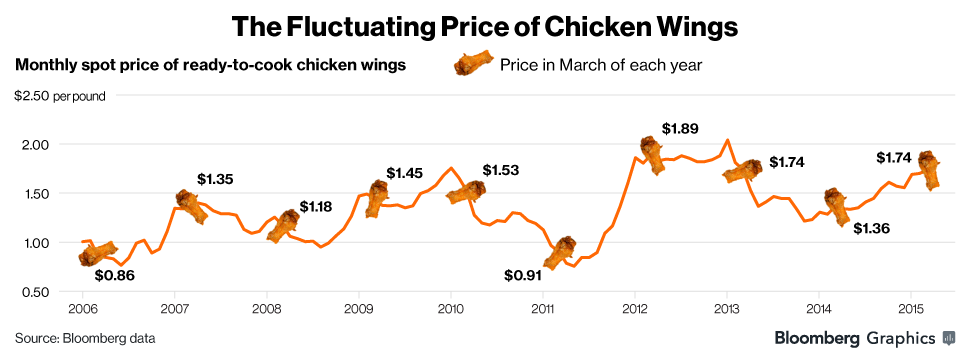 The Fluctuating Price of Chicken Wings
Monthly spot price of ready-to-cook chicken wings Price in March of each year
$2.50 per pound
2.00
1.50
1.00
0.50
$0.86
$1.35
$1.18
$1.45
$1.53
$0.91
$1.89
$1.74
$1.36
$1.74
2006 2007 2008 2009 2010 2011 2012 2013 2014 2015
Source: Bloomberg data Bloomberg Graphics